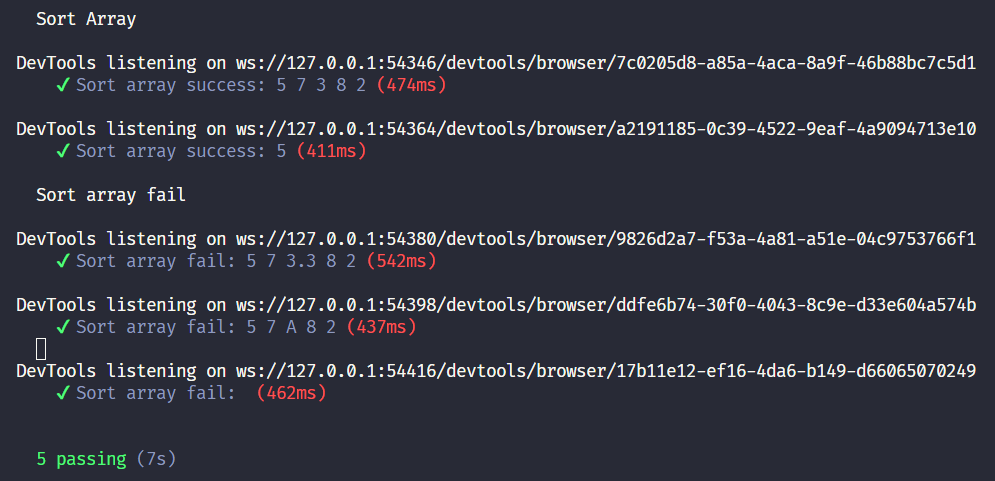 Sort Array
DevTools listening on ws://127.0.0.1:54346/devtools/browser/7c0205d8-a85a-4aca-8a9f-46b88bc7c5d1
✓ Sort array success: 5 7 3 8 2 (474ms)
DevTools listening on ws://127.0.0.1:54364/devtools/browser/a2191185-0c39-4522-9eaf-4a9094713e10
✓ Sort array success: 5 (411ms)
Sort array fail
DevTools listening on ws://127.0.0.1:54380/devtools/browser/9826d2a7-f53a-4a81-a51e-04c9753766f1
✓ Sort array fail: 5 7 3.3 8 2 (542ms)
DevTools listening on ws://127.0.0.1:54398/devtools/browser/ddfe6b74-30f0-4043-8c9e-d33e604a574b
✓ Sort array fail: 5 7 A 8 2 (437ms)
DevTools listening on ws://127.0.0.1:54416/devtools/browser/17b11e12-ef16-4da6-b149-d66065070249
✓ Sort array fail:  (462ms)
5 passing (7s)